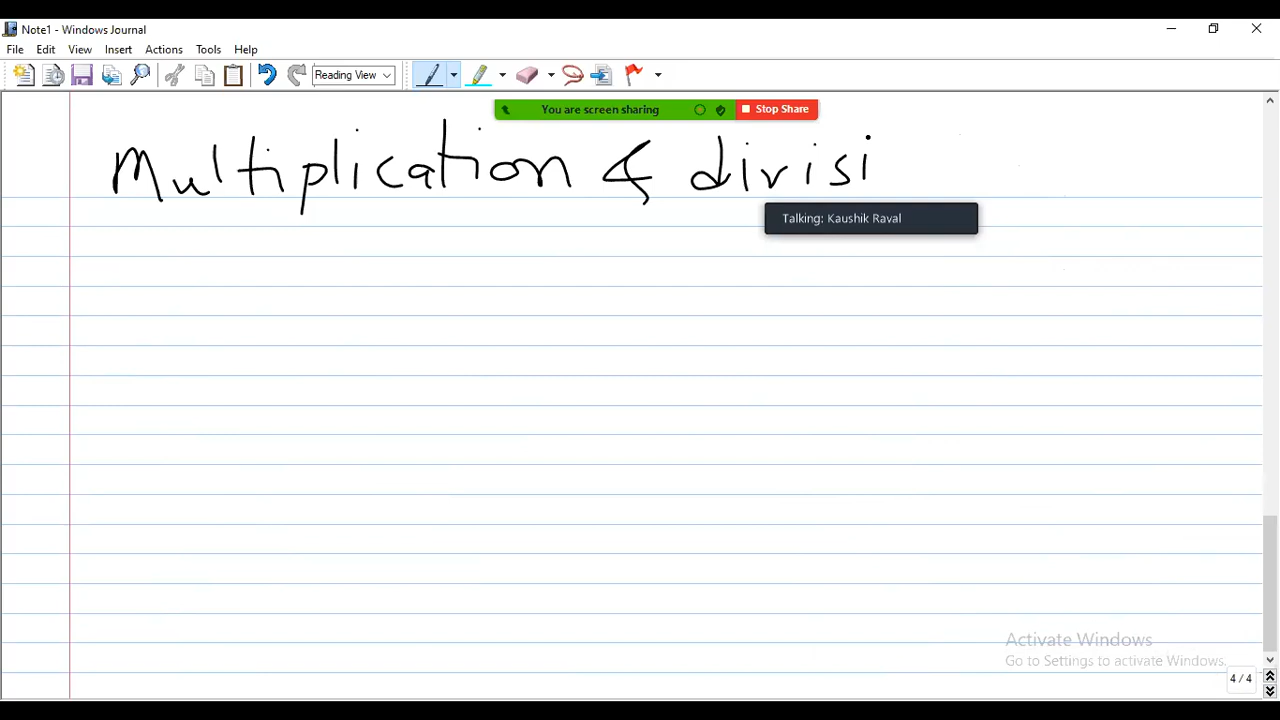 Note1 - Windows Journal
File Edit View Insert Actions Tools Help
Reading View
You are screen sharing Stop Share
Multiplication & divisi
Talking: Kaushik Raval
Activate Windows
Go to Settings to activate Windows.
4 / 4